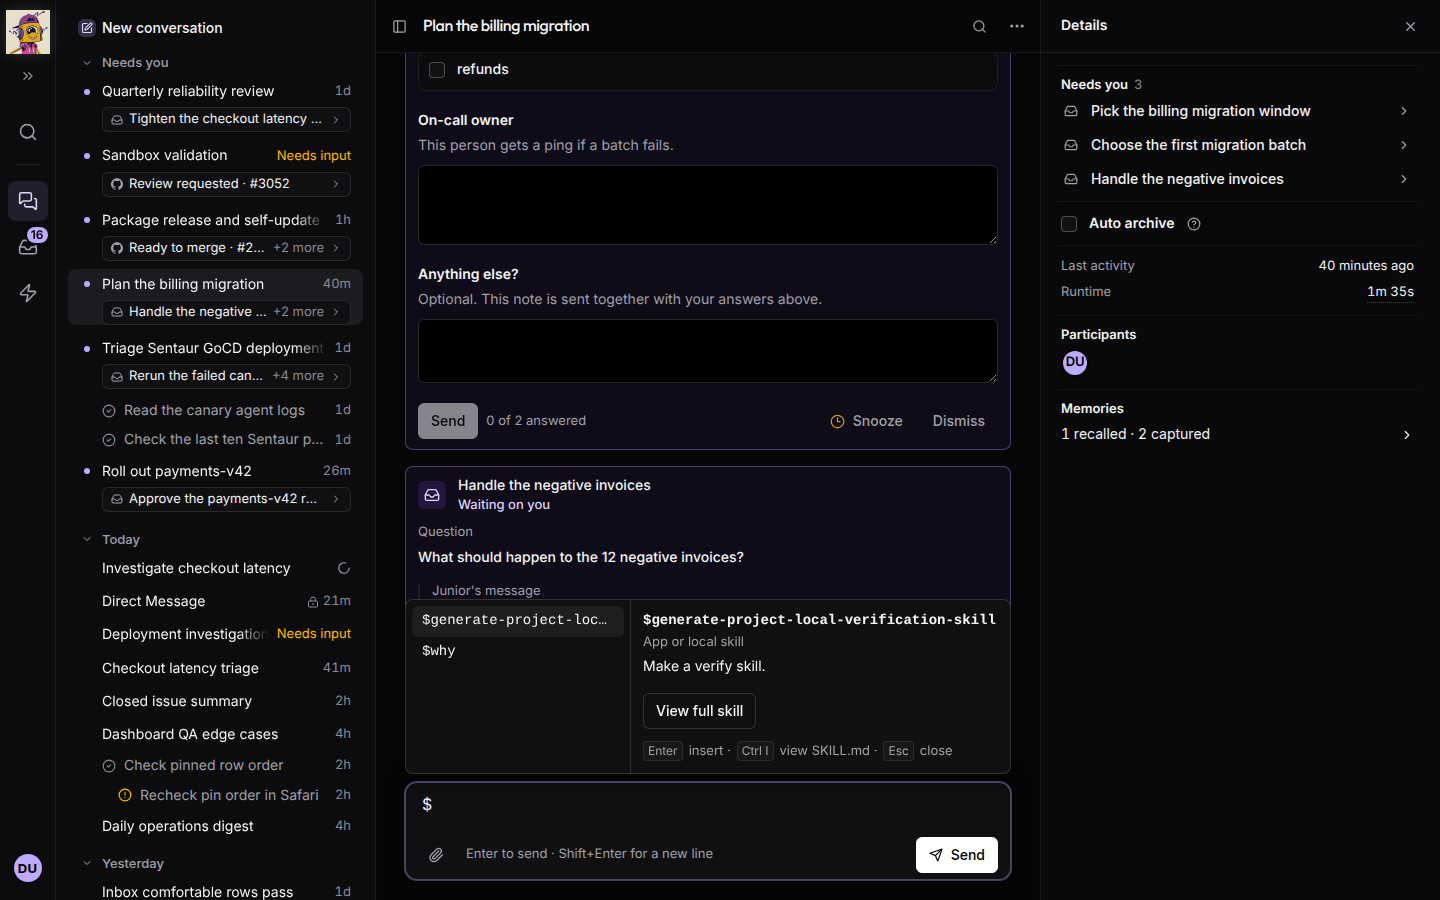 New conversation
Needs you
Quarterly reliability review 1d
Tighten the checkout latency ...
Sandbox validation Needs input
Review requested · #3052
Package release and self-update 1h
Ready to merge · #2... +2 more
Plan the billing migration 40m
Handle the negative ... +2 more
Triage Sentaur GoCD deployment 1d
Rerun the failed can... +4 more
Read the canary agent logs 1d
Check the last ten Sentaur p... 1d
Roll out payments-v42 26m
Approve the payments-v42 r...
Today
Investigate checkout latency
Direct Message 21m
Deployment investigation Needs input
Checkout latency triage 41m
Closed issue summary 2h
Dashboard QA edge cases 4h
Check pinned row order 2h
Recheck pin order in Safari 2h
Daily operations digest 4h
Yesterday
Inbox comfortable rows pass 1d
16
DU
Plan the billing migration
refunds
On-call owner
This person gets a ping if a batch fails.
Anything else?
Optional. This note is sent together with your answers above.
Send 0 of 2 answered Snooze Dismiss
Handle the negative invoices
Waiting on you
Question
What should happen to the 12 negative invoices?
Junior's message
$generate-project-loc...
$why
$generate-project-local-verification-skill
App or local skill
Make a verify skill.
View full skill
Enter insert · Ctrl I view SKILL.md · Esc close
$
Enter to send · Shift+Enter for a new line
Send
Details
Needs you 3
Pick the billing migration window
Choose the first migration batch
Handle the negative invoices
Auto archive
Last activity 40 minutes ago
Runtime 1m 35s
Participants
DU
Memories
1 recalled · 2 captured